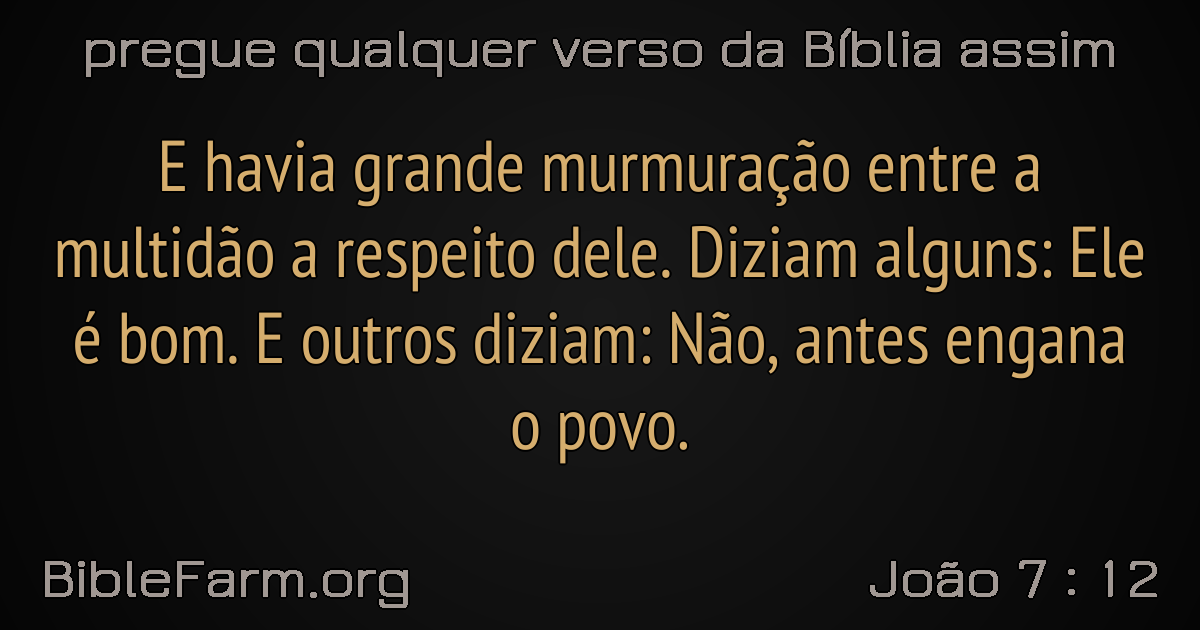 pregue qualquer verso da Bíblia assim
E havia grande murmuração entre a
multidão a respeito dele. Diziam alguns: Ele
é bom. E outros diziam: Não, antes engana
o povo.
BibleFarm.org
João 7 : 12